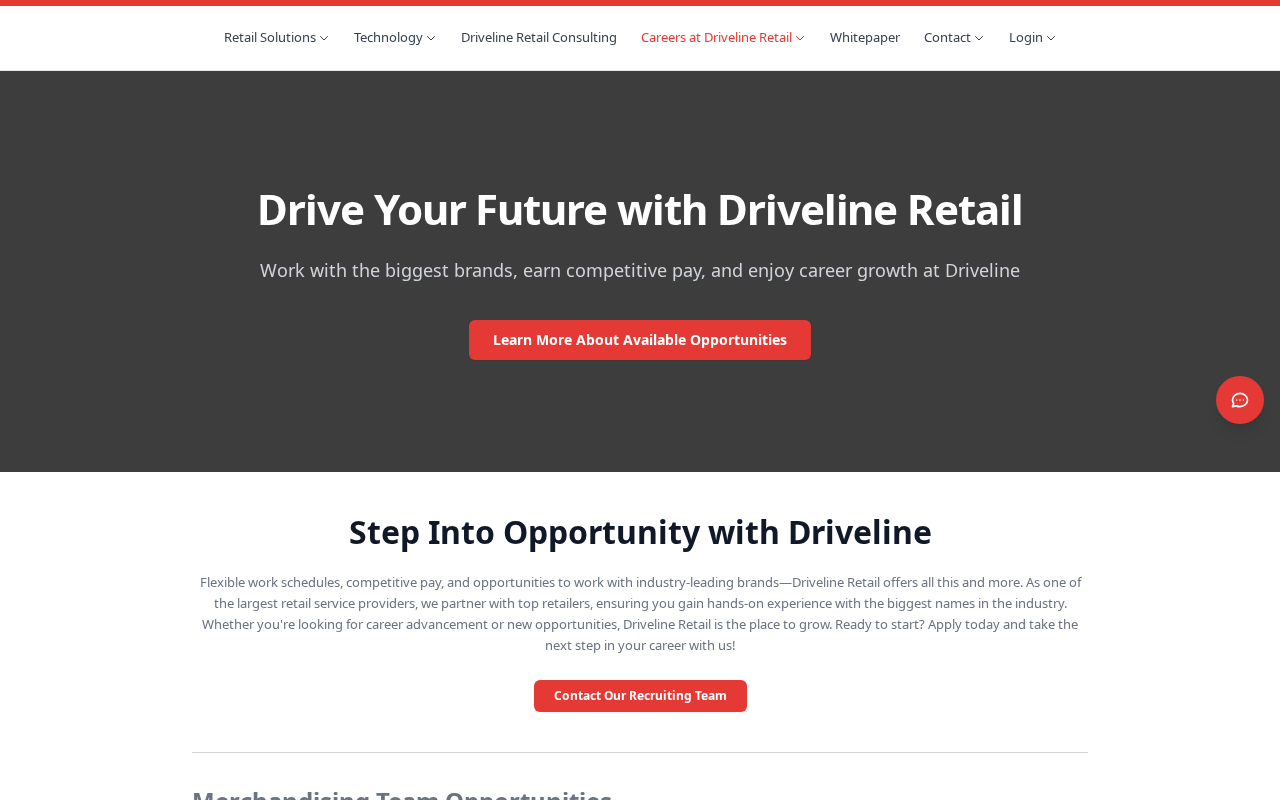 Retail Solutions Technology Driveline Retail Consulting Careers at Driveline Retail Whitepaper Contact Login
Drive Your Future with Driveline Retail
Work with the biggest brands, earn competitive pay, and enjoy career growth at Driveline
Learn More About Available Opportunities
Step Into Opportunity with Driveline
Flexible work schedules, competitive pay, and opportunities to work with industry-leading brands—Driveline Retail offers all this and more. As one of
the largest retail service providers, we partner with top retailers, ensuring you gain hands-on experience with the biggest names in the industry.
Whether you're looking for career advancement or new opportunities, Driveline Retail is the place to grow. Ready to start? Apply today and take the
next step in your career with us!
Contact Our Recruiting Team
Merchandising Team Opportunities